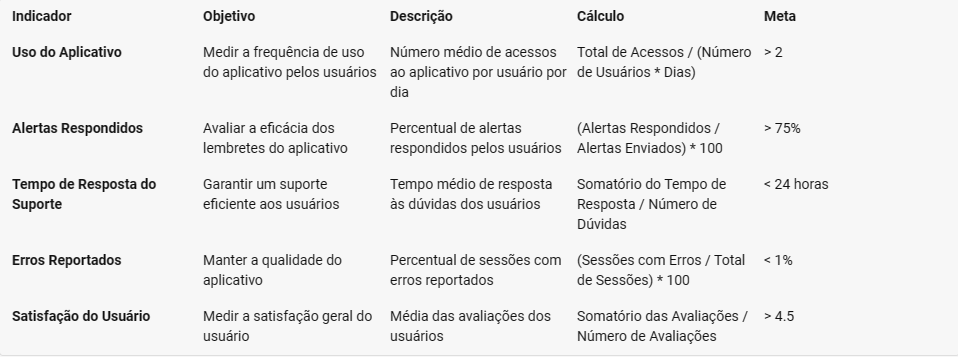 Indicador Objetivo Descrição Cálculo Meta
Uso do Aplicativo Medir a frequência de uso Número médio de acessos Total de Acessos / (Número > 2
do aplicativo pelos usuários ao aplicativo por usuário por de Usuários * Dias)
dia
Alertas Respondidos Avaliar a eficácia dos Percentual de alertas (Alertas Respondidos / > 75%
lembretes do aplicativo respondidos pelos usuários Alertas Enviados) * 100
Tempo de Resposta do Garantir um suporte Tempo médio de resposta Somatório do Tempo de < 24 horas
Suporte eficiente aos usuários às dúvidas dos usuários Resposta / Número de
Dúvidas
Erros Reportados Manter a qualidade do Percentual de sessões com (Sessões com Erros / Total < 1%
aplicativo erros reportados de Sessões) * 100
Satisfação do Usuário Medir a satisfação geral do Média das avaliações dos Somatório das Avaliações / > 4.5
usuário usuários Número de Avaliações